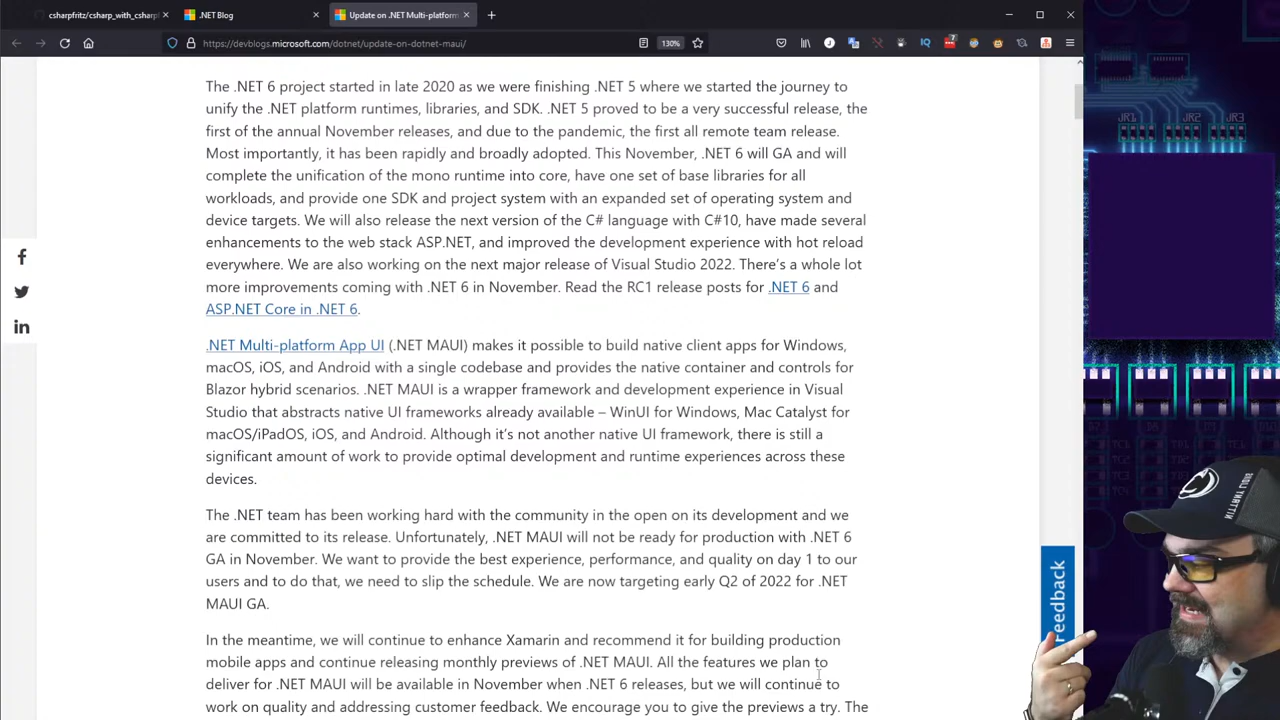 csharpfritz/csharp_with_csharpf
.NET Blog
Update on .NET Multi-platform
https://devblogs.microsoft.com/dotnet/update-on-dotnet-maui/
130%
7
The .NET 6 project started in late 2020 as we were finishing .NET 5 where we started the journey to
unify the .NET platform runtimes, libraries, and SDK. .NET 5 proved to be a very successful release, the
first of the annual November releases, and due to the pandemic, the first all remote team release.
Most importantly, it has been rapidly and broadly adopted. This November, .NET 6 will GA and will
complete the unification of the mono runtime into core, have one set of base libraries for all
workloads, and provide one SDK and project system with an expanded set of operating system and
device targets. We will also release the next version of the C# language with C#10, have made several
enhancements to the web stack ASP.NET, and improved the development experience with hot reload
everywhere. We are also working on the next major release of Visual Studio 2022. There's a whole lot
more improvements coming with .NET 6 in November. Read the RC1 release posts for .NET 6 and
ASP.NET Core in .NET 6.
.NET Multi-platform App UI (.NET MAUI) makes it possible to build native client apps for Windows,
macOS, iOS, and Android with a single codebase and provides the native container and controls for
Blazor hybrid scenarios. .NET MAUI is a wrapper framework and development experience in Visual
Studio that abstracts native UI frameworks already available – WinUI for Windows, Mac Catalyst for
macOS/iPadOS, iOS, and Android. Although it's not another native UI framework, there is still a
significant amount of work to provide optimal development and runtime experiences across these
devices.
The .NET team has been working hard with the community in the open on its development and we
are committed to its release. Unfortunately, .NET MAUI will not be ready for production with .NET 6
GA in November. We want to provide the best experience, performance, and quality on day 1 to our
users and to do that, we need to slip the schedule. We are now targeting early Q2 of 2022 for .NET
MAUI GA.
In the meantime, we will continue to enhance Xamarin and recommend it for building production
mobile apps and continue releasing monthly previews of .NET MAUI. All the features we plan to
deliver for .NET MAUI will be available in November when .NET 6 releases, but we will continue to
work on quality and addressing customer feedback. We encourage you to give the previews a try. The
Feedback
JR1
JR2
JR3